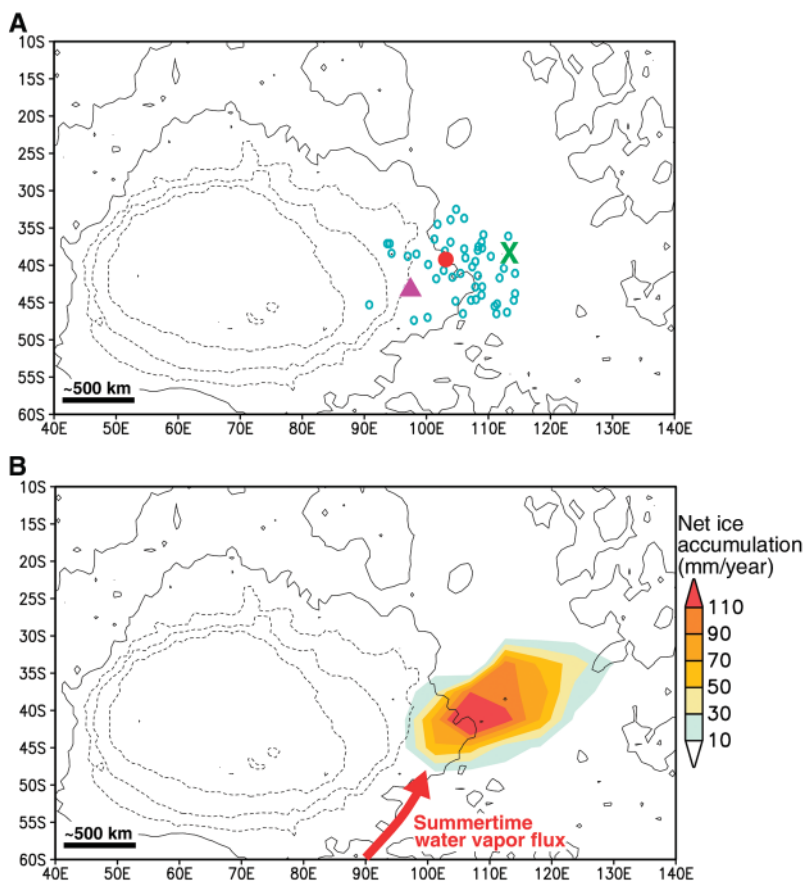 A
10S
15S
20S
25S
30S
35S
40S
45S
50S
55S
60S
X
~500 km
40E 50E 60E 70E 80E 90E 100E 110E 120E 130E 140E
B
10S
15S
20S
25S
30S
35S
40S
45S
50S
55S
60S
~500 km
Summertime
water vapor flux
40E 50E 60E 70E 80E 90E 100E 110E 120E 130E 140E
Net ice
accumulation
(mm/year)
110
90
70
50
30
10